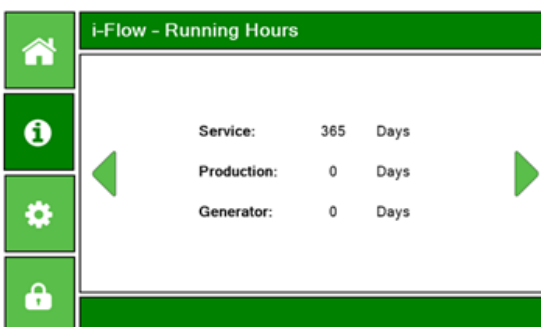 i-Flow - Running Hours
Service: 365 Days
Production: 0 Days
Generator: 0 Days